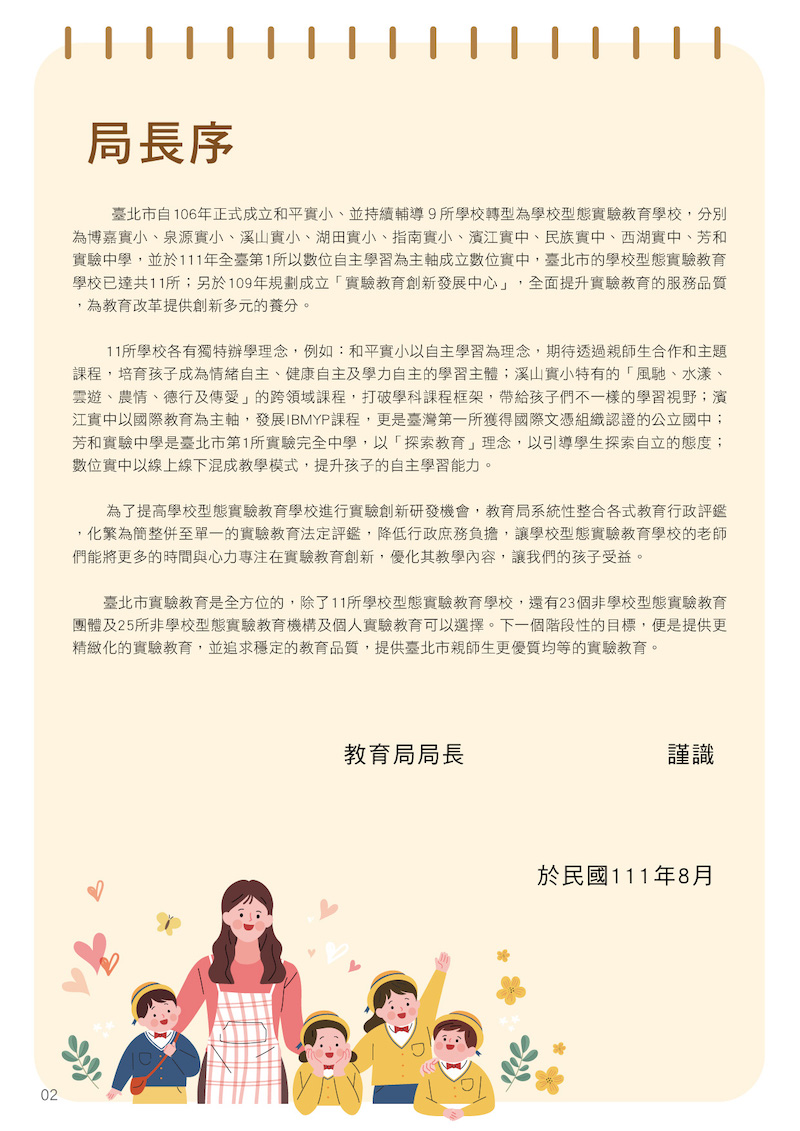 局長序
臺北市自106年正式成立和平實小、並持續輔導９所學校轉型為學校型態實驗教育學校，分別
為博嘉實小、泉源實小、溪山實小、湖田實小、指南實小、濱江實中、民族實中、西湖實中、芳和
實驗中學，並於111年全臺第1所以數位自主學習為主軸成立數位實中，臺北市的學校型態實驗教育
學校已達共11所；另於109年規劃成立「實驗教育創新發展中心」，全面提升實驗教育的服務品質
，為教育改革提供創新多元的養分。
11所學校各有獨特辦學理念，例如：和平實小以自主學習為理念，期待透過親師生合作和主題
課程，培育孩子成為情緒自主、健康自主及學力自主的學習主體；溪山實小特有的「風馳、水漾、
雲遊、農情、德行及傳愛」的跨領域課程，打破學科課程框架，帶給孩子們不一樣的學習視野；濱
江實中以國際教育為主軸，發展IBMYP課程，更是臺灣第一所獲得國際文憑組織認證的公立國中；
芳和實驗中學是臺北市第1所實驗完全中學，以「探索教育」理念，以引導學生探索自立的態度；
數位實中以線上線下混成教學模式，提升孩子的自主學習能力。
為了提高學校型態實驗教育學校進行實驗創新研發機會，教育局系統性整合各式教育行政評鑑
，化繁為簡整併至單一的實驗教育法定評鑑，降低行政庶務負擔，讓學校型態實驗教育學校的老師
們能將更多的時間與心力專注在實驗教育創新，優化其教學內容，讓我們的孩子受益。
臺北市實驗教育是全方位的，除了11所學校型態實驗教育學校，還有23個非學校型態實驗教育
團體及25所非學校型態實驗教育機構及個人實驗教育可以選擇。下一個階段性的目標，便是提供更
精緻化的實驗教育，並追求穩定的教育品質，提供臺北市親師生更優質均等的實驗教育。
教育局局長 謹識
於民國111年8月
02